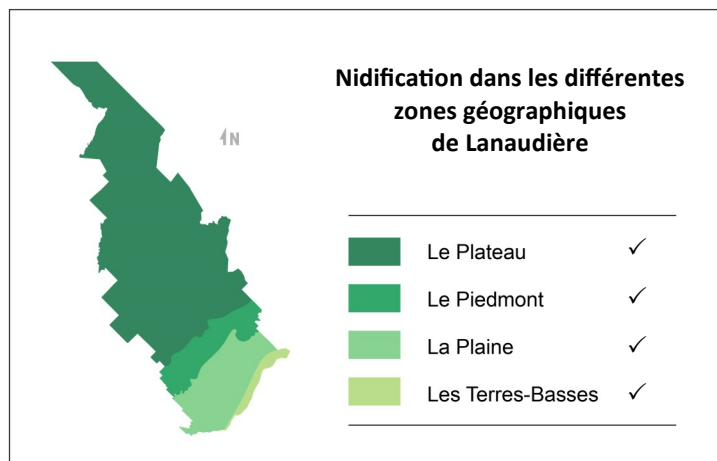 Nidification dans les différentes
zones géographiques
de Lanaudière
N
Le Plateau ✓
Le Piedmont ✓
La Plaine ✓
Les Terres-Basses ✓